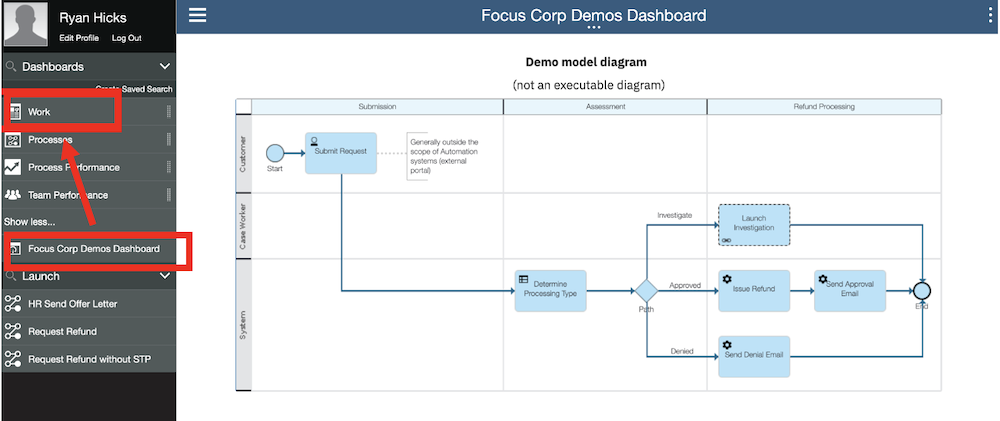 Ryan Hicks
Edit Profile Log Out
Dashboards
Create Saved Search
Work
Processes
Process Performance
Team Performance
Show less...
Focus Corp Demos Dashboard
Launch
HR Send Offer Letter
Request Refund
Request Refund without STP
Focus Corp Demos Dashboard
Demo model diagram
(not an executable diagram)
Submission
Assessment
Refund Processing
Customer
Start
Submit Request
Generally outside the
scope of Automation
systems (external
portal)
Case Worker
Investigate
Launch
Investigation
System
Determine
Processing Type
Path
Approved
Issue Refund
Send Approval
Email
End
Denied
Send Denial Email